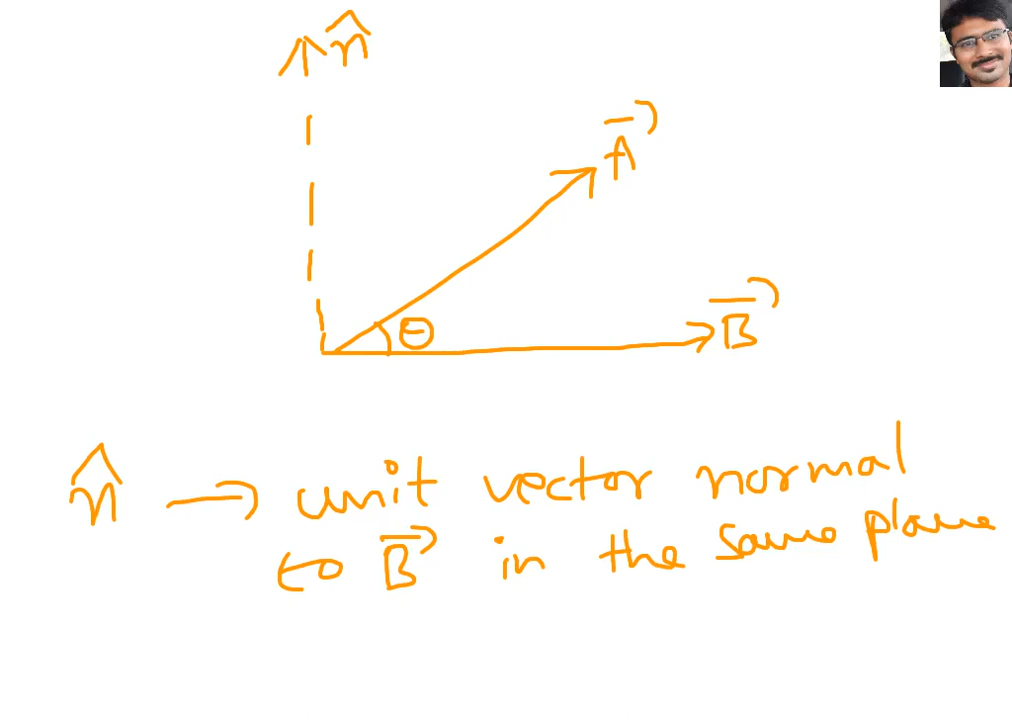 n̂
A⃗
θ
B⃗
n̂ → unit vector normal
to B⃗ in the same plane